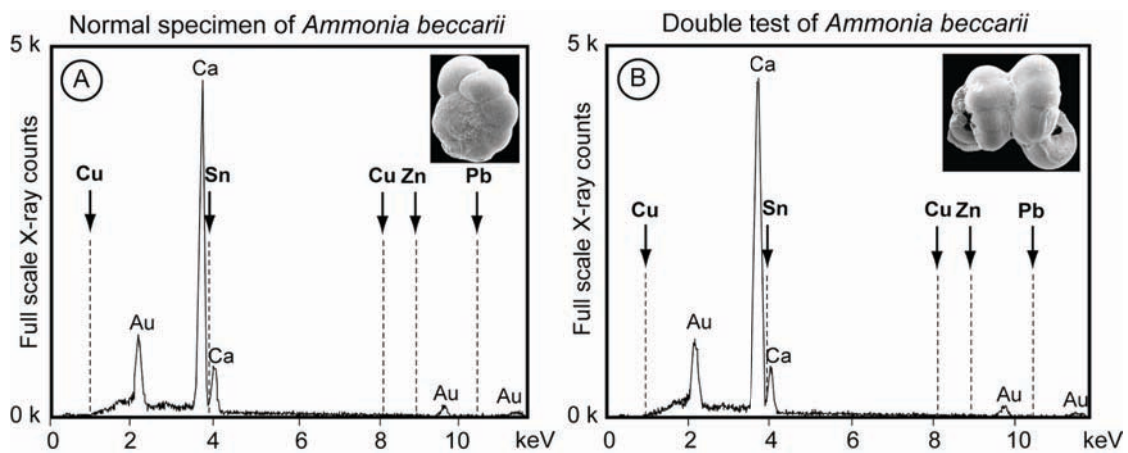 Normal specimen of Ammonia beccarii
5 k
A
Ca
Cu
Sn
Cu
Zn
Pb
Au
Ca
Au
Au
0 k
Full scale X-ray counts
0
2
4
6
8
10
keV
Double test of Ammonia beccarii
5 k
B
Ca
Cu
Sn
Cu
Zn
Pb
Au
Ca
Au
Au
0 k
Full scale X-ray counts
0
2
4
6
8
10
keV